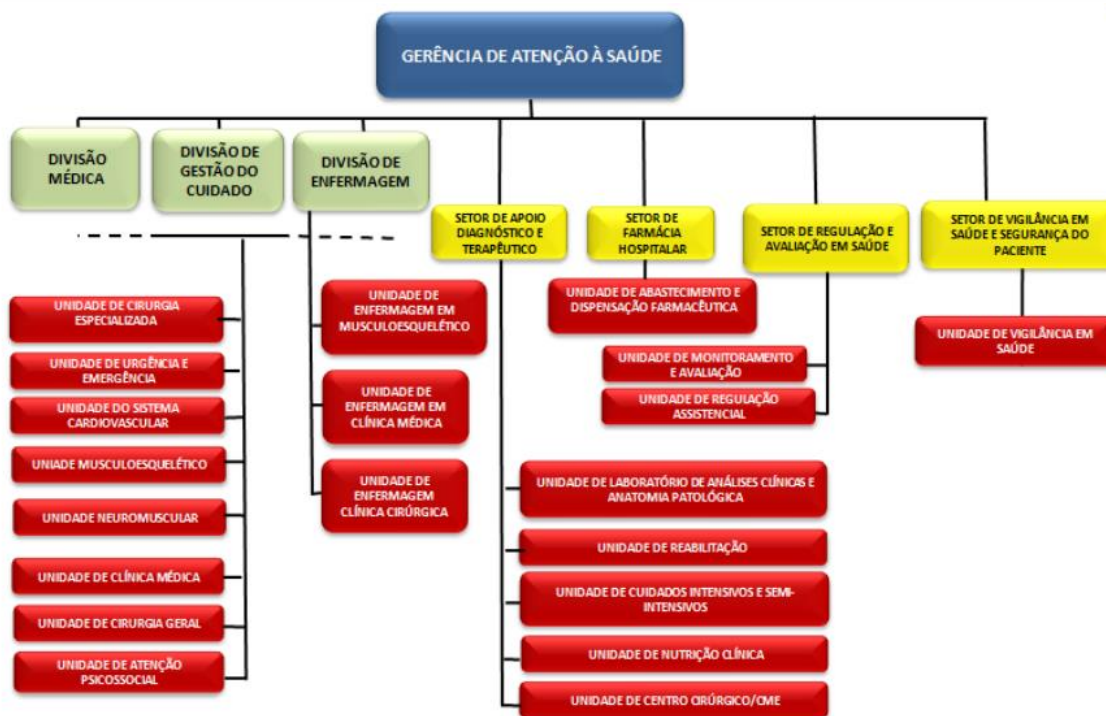 GERÊNCIA DE ATENÇÃO À SAÚDE
DIVISÃO
MÉDICA
DIVISÃO DE
GESTÃO DO
CUIDADO
DIVISÃO DE
ENFERMAGEM
SETOR DE APOIO
DIAGNÓSTICO E
TERAPÊUTICO
SETOR DE
FARMÁCIA
HOSPITALAR
SETOR DE REGULAÇÃO E
AVALIAÇÃO EM SAÚDE
SETOR DE VIGILÂNCIA EM
SAÚDE E SEGURANÇA DO
PACIENTE
UNIDADE DE CIRURGIA
ESPECIALIZADA
UNIDADE DE URGÊNCIA E
EMERGÊNCIA
UNIDADE DO SISTEMA
CARDIOVASCULAR
UNIADE MUSCULOESQUELÉTICO
UNIDADE NEUROMUSCULAR
UNIDADE DE CLÍNICA MÉDICA
UNIDADE DE CIRURGIA GERAL
UNIDADE DE ATENÇÃO
PSICOSSOCIAL
UNIDADE DE
ENFERMAGEM EM
MUSCULOESQUELÉTICO
UNIDADE DE
ENFERMAGEM EM
CLÍNICA MÉDICA
UNIDADE DE
ENFERMAGEM
CLÍNICA CIRÚRGICA
UNIDADE DE ABASTECIMENTO E
DISPENSAÇÃO FARMACÊUTICA
UNIDADE DE MONITORAMENTO
E AVALIAÇÃO
UNIDADE DE REGULAÇÃO
ASSISTENCIAL
UNIDADE DE VIGILÂNCIA EM
SAÚDE
UNIDADE DE LABORATÓRIO DE ANÁLISES CLÍNICAS E
ANATOMIA PATOLÓGICA
UNIDADE DE REABILITAÇÃO
UNIDADE DE CUIDADOS INTENSIVOS E SEMI-
INTENSIVOS
UNIDADE DE NUTRIÇÃO CLÍNICA
UNIDADE DE CENTRO CIRÚRGICO/CME